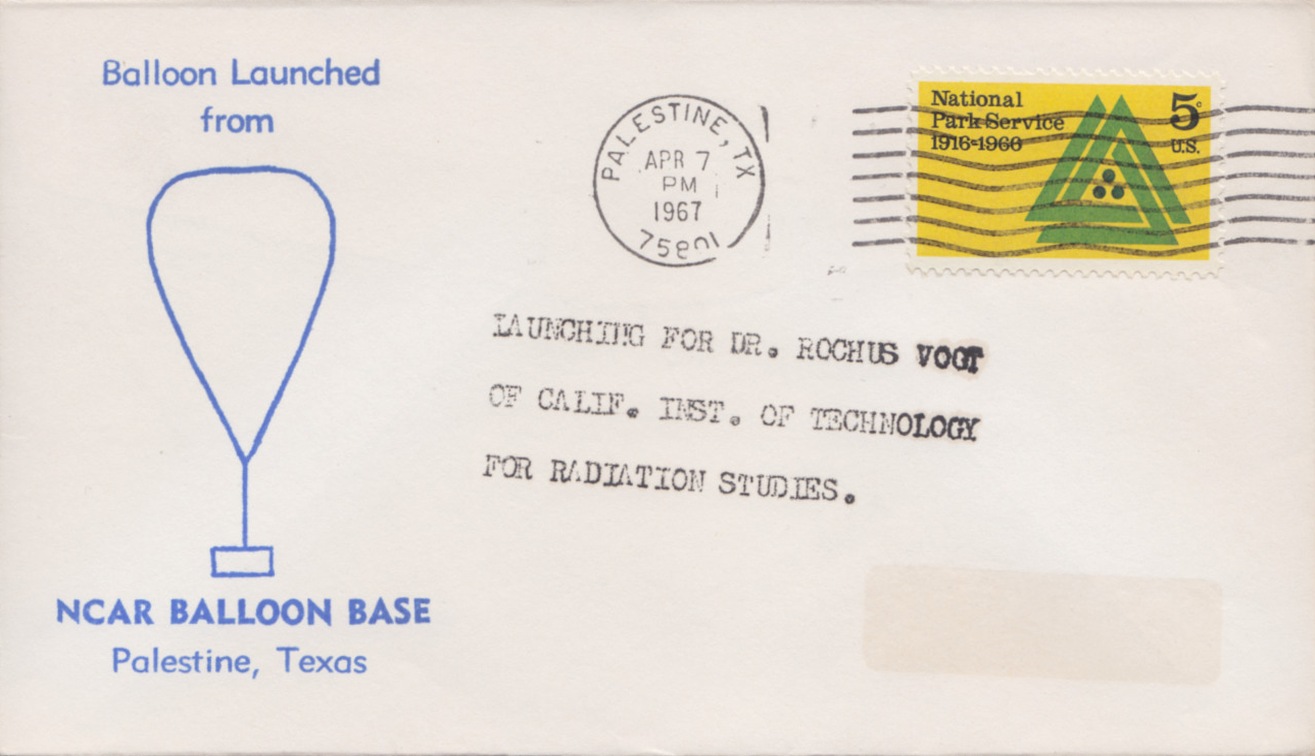 Balloon Launched
from
NCAR BALLOON BASE
Palestine, Texas
PALESTINE, TX
APR 7
PM
1967
75801
National
Park Service
1916-1966
5c
U.S.
LAUNCHING FOR DR. ROCHUS VOGT
OF CALIF. INST. OF TECHNOLOGY
FOR RADIATION STUDIES.